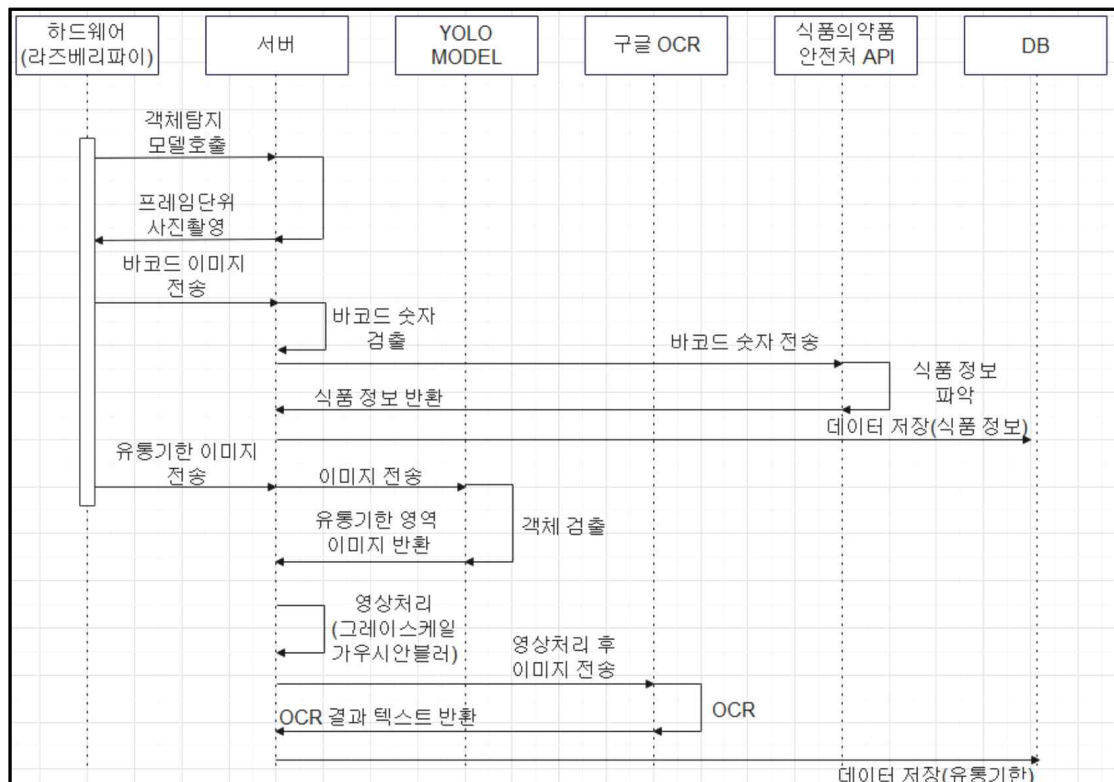 하드웨어
(라즈베리파이)
서버
YOLO
MODEL
구글 OCR
식품의약품
안전처 API
DB
객체탐지
모델호출
프레임단위
사진촬영
바코드 이미지
전송
바코드 숫자
검출
바코드 숫자 전송
식품 정보
파악
식품 정보 반환
데이터 저장(식품 정보)
유통기한 이미지
전송
이미지 전송
유통기한 영역
이미지 반환
객체 검출
영상처리
(그레이스케일
가우시안블러)
영상처리 후
이미지 전송
OCR
OCR 결과 텍스트 반환
데이터 저장(유통기한)